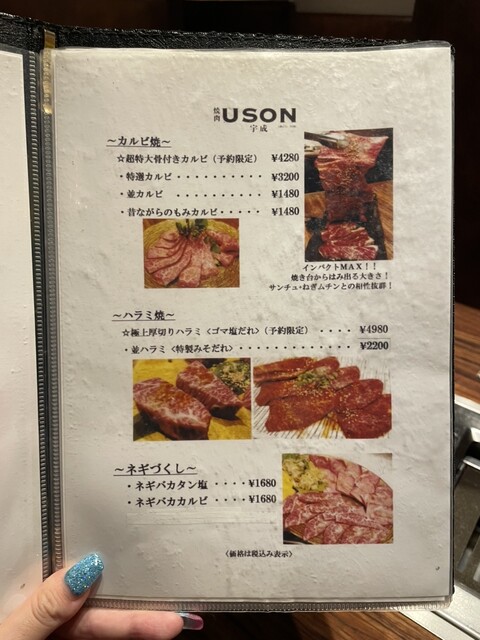 焼肉 USON
宇成
～カルビ焼～
☆超特大骨付きカルビ（予約限定） ¥4280
・特選カルビ・・・・・・・・・・ ¥3200
・並カルビ ・・・・・・・・・・ ¥1480
・昔ながらのもみカルビ・・・・・ ¥1480
インパクトMAX！！
焼き台からはみ出る大きさ！
サンチュ・ねぎムチンとの相性抜群！
～ハラミ焼～
☆極上厚切りハラミ〈ゴマ塩だれ〉（予約限定） ・・・・ ¥4980
・並ハラミ〈特製みそだれ〉・・・・・・・・・・・・・ ¥2200
～ネギづくし～
・ネギバカタン塩 ・・・・¥1680
・ネギバカカルビ ・・・・¥1680
〈価格は税込み表示〉